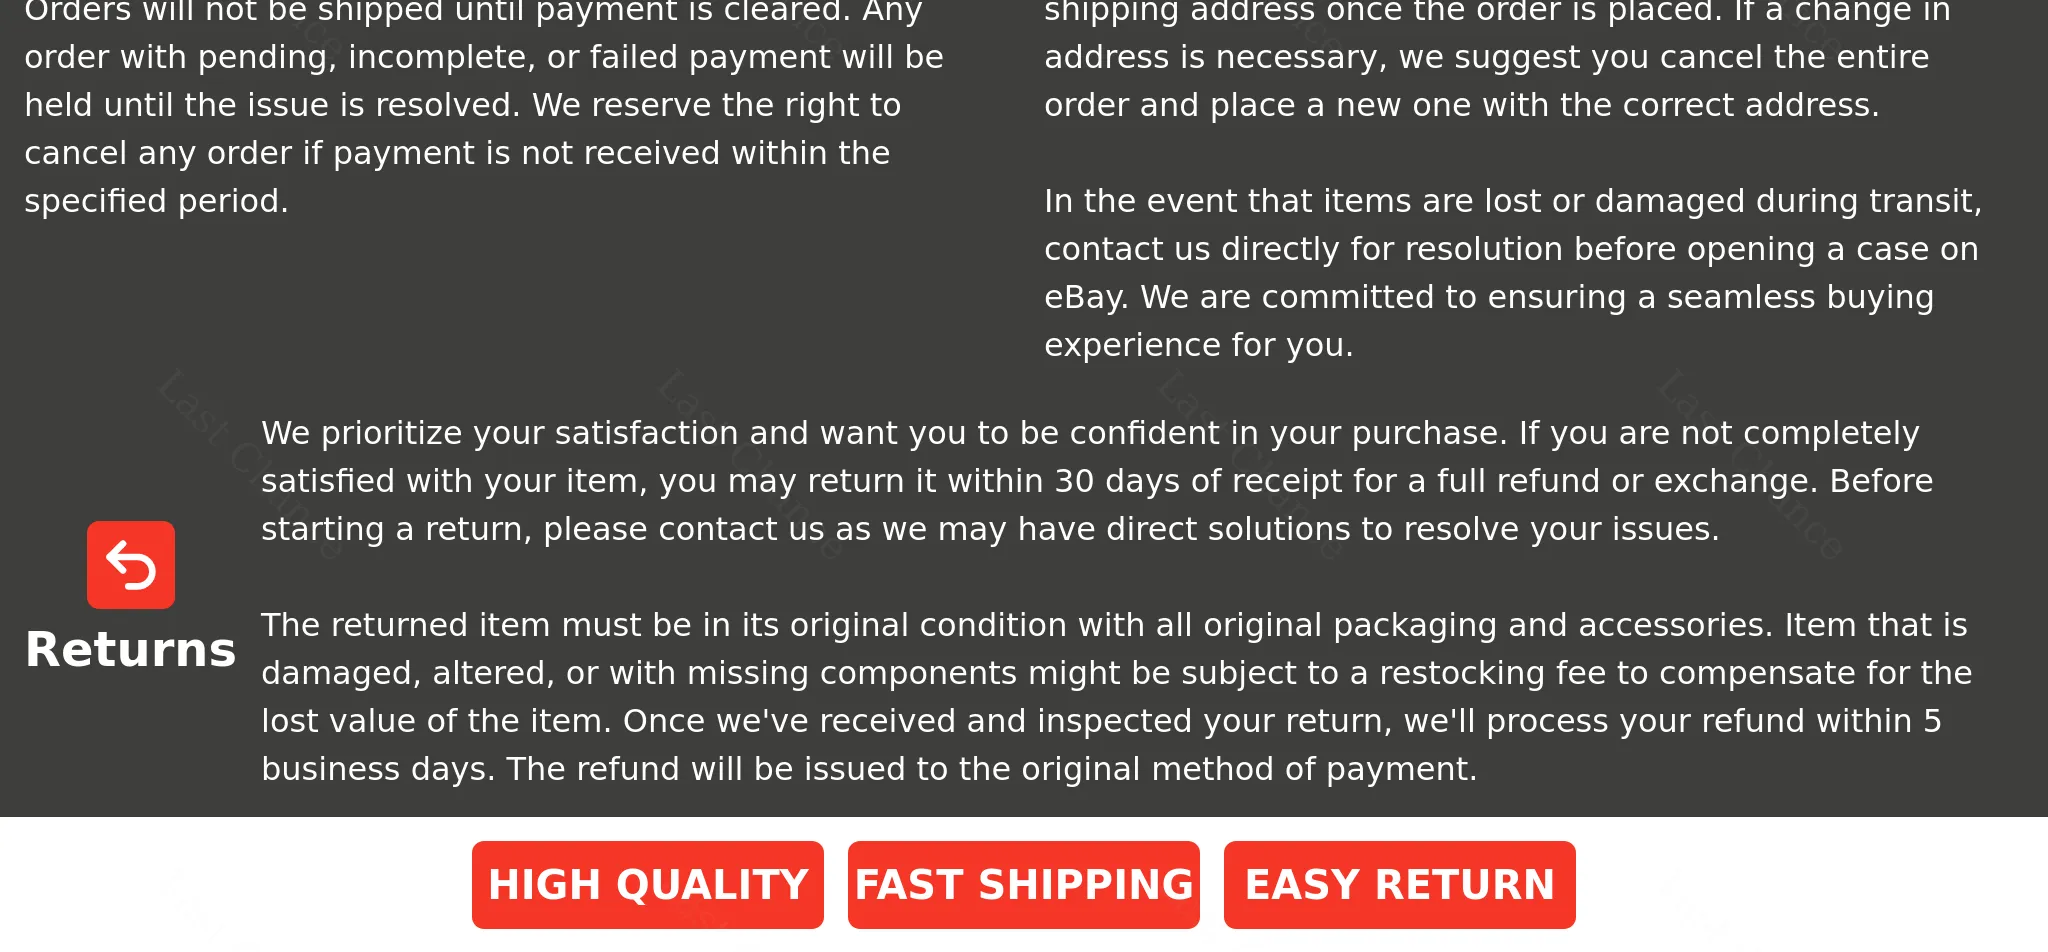 Orders will not be shipped until payment is cleared. Any
order with pending, incomplete, or failed payment will be
held until the issue is resolved. We reserve the right to
cancel any order if payment is not received within the
specified period.
shipping address once the order is placed. If a change in
address is necessary, we suggest you cancel the entire
order and place a new one with the correct address.
In the event that items are lost or damaged during transit,
contact us directly for resolution before opening a case on
eBay. We are committed to ensuring a seamless buying
experience for you.
Returns
We prioritize your satisfaction and want you to be confident in your purchase. If you are not completely
satisfied with your item, you may return it within 30 days of receipt for a full refund or exchange. Before
starting a return, please contact us as we may have direct solutions to resolve your issues.
The returned item must be in its original condition with all original packaging and accessories. Item that is
damaged, altered, or with missing components might be subject to a restocking fee to compensate for the
lost value of the item. Once we've received and inspected your return, we'll process your refund within 5
business days. The refund will be issued to the original method of payment.
HIGH QUALITY
FAST SHIPPING
EASY RETURN
Last Chance
Last Chance
Last Chance
Last Chance